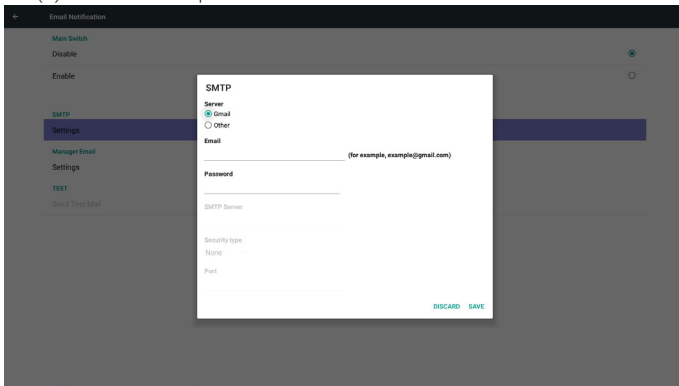 Email Notification
Main Switch
Disable
Enable
SMTP
Settings
Manager Email
Settings
TEST
Send Test Mail
SMTP
Server
Gmail
Other
Email
(for example, example@gmail.com)
Password
SMTP Server
Security type
None
Port
DISCARD SAVE